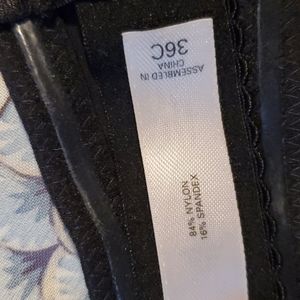 36C
ASSEMBLED IN
CHINA
84% NYLON
16% SPANDEX